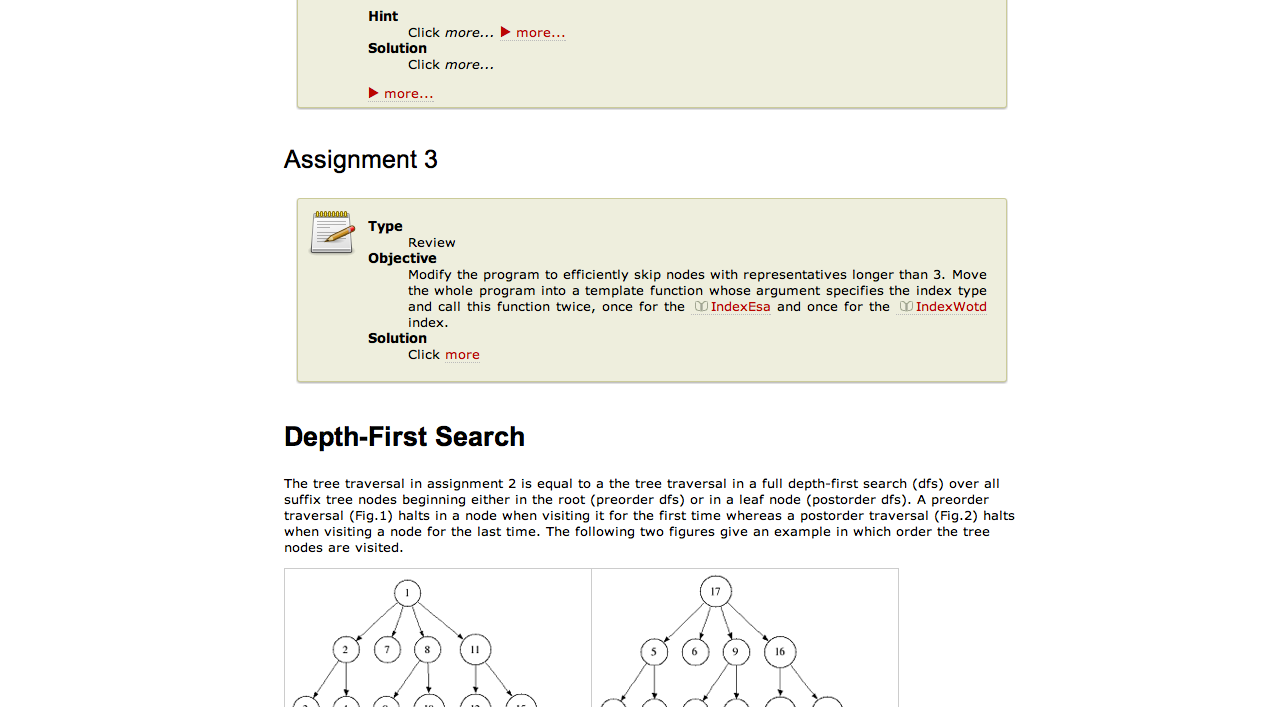 Hint
Click more... ▶ more...
Solution
Click more...
▶ more...
Assignment 3
Type
Review
Objective
Modify the program to efficiently skip nodes with representatives longer than 3. Move
the whole program into a template function whose argument specifies the index type
and call this function twice, once for the IndexEsa and once for the IndexWotd
index.
Solution
Click more
Depth-First Search
The tree traversal in assignment 2 is equal to a the tree traversal in a full depth-first search (dfs) over all
suffix tree nodes beginning either in the root (preorder dfs) or in a leaf node (postorder dfs). A preorder
traversal (Fig.1) halts in a node when visiting it for the first time whereas a postorder traversal (Fig.2) halts
when visiting a node for the last time. The following two figures give an example in which order the tree
nodes are visited.
1
2 7 8 11
17
5 6 9 16